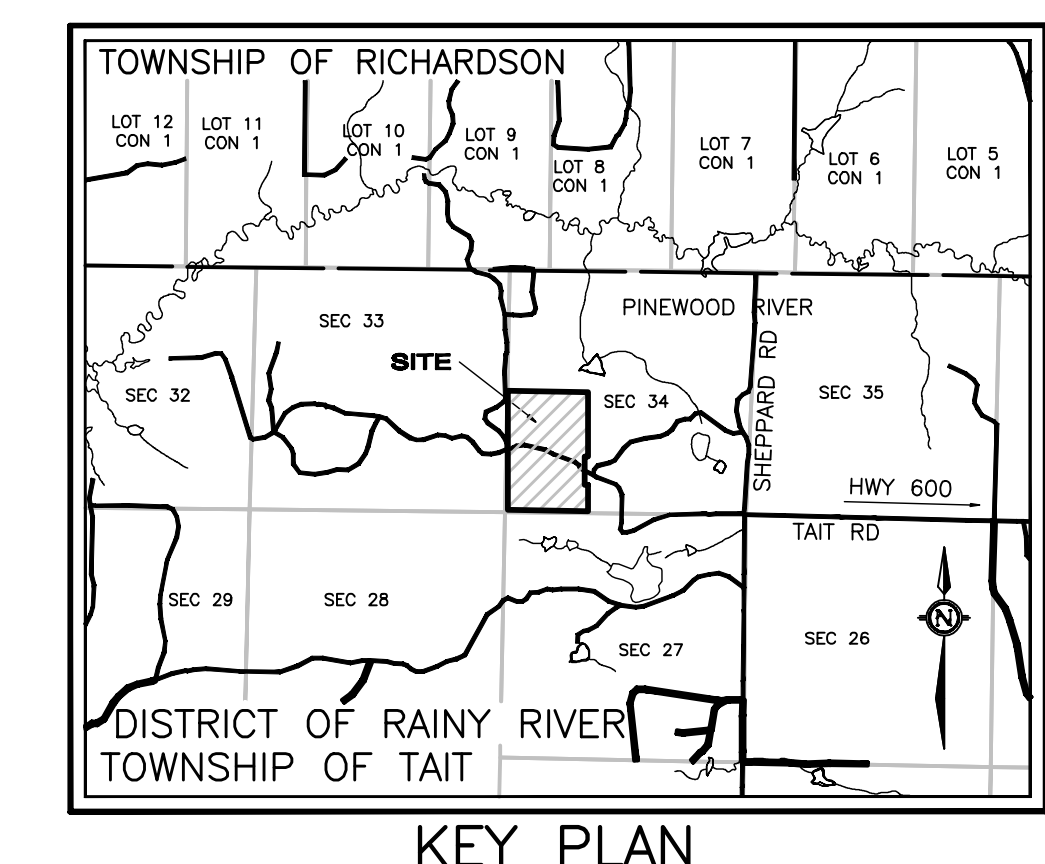 TOWNSHIP OF RICHARDSON
LOT 12
CON 1
LOT 11
CON 1
LOT 10
CON 1
LOT 9
CON 1
LOT 8
CON 1
LOT 7
CON 1
LOT 6
CON 1
LOT 5
CON 1
PINEWOOD RIVER
SEC 33
SITE
SEC 32
SEC 34
SHEPPARD RD
SEC 35
HWY 600
TAIT RD
SEC 29
SEC 28
N
SEC 27
SEC 26
DISTRICT OF RAINY RIVER
TOWNSHIP OF TAIT
KEY PLAN